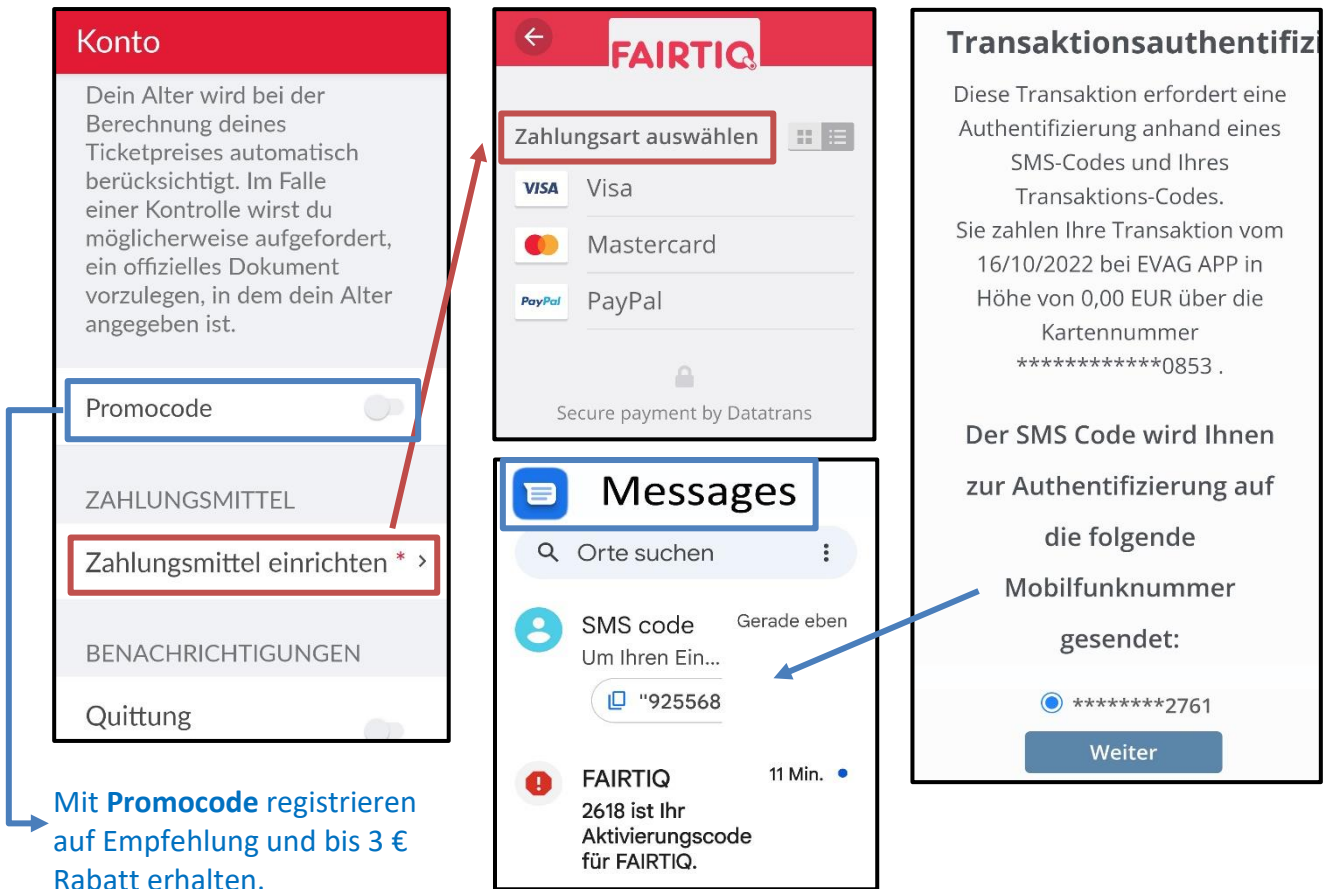 Konto
Dein Alter wird bei der
Berechnung deines
Ticketpreises automatisch
berücksichtigt. Im Falle
einer Kontrolle wirst du
möglicherweise aufgefordert,
ein offizielles Dokument
vorzulegen, in dem dein Alter
angegeben ist.
Promocode
ZAHLUNGSMITTEL
Zahlungsmittel einrichten * >
BENACHRICHTIGUNGEN
Quittung
Mit Promocode registrieren
auf Empfehlung und bis 3 €
Rabatt erhalten.
FAIRTIQ
Zahlungsart auswählen
VISA Visa
Mastercard
PayPal PayPal
Secure payment by Datatrans
Messages
Orte suchen
SMS code Gerade eben
Um Ihren Ein...
"925568
FAIRTIQ 11 Min.
2618 ist Ihr
Aktivierungscode
für FAIRTIQ.
Transaktionsauthentifizi
Diese Transaktion erfordert eine
Authentifizierung anhand eines
SMS-Codes und Ihres
Transaktions-Codes.
Sie zahlen Ihre Transaktion vom
16/10/2022 bei EVAG APP in
Höhe von 0,00 EUR über die
Kartennummer
************0853 .
Der SMS Code wird Ihnen
zur Authentifizierung auf
die folgende
Mobilfunknummer
gesendet:
********2761
Weiter